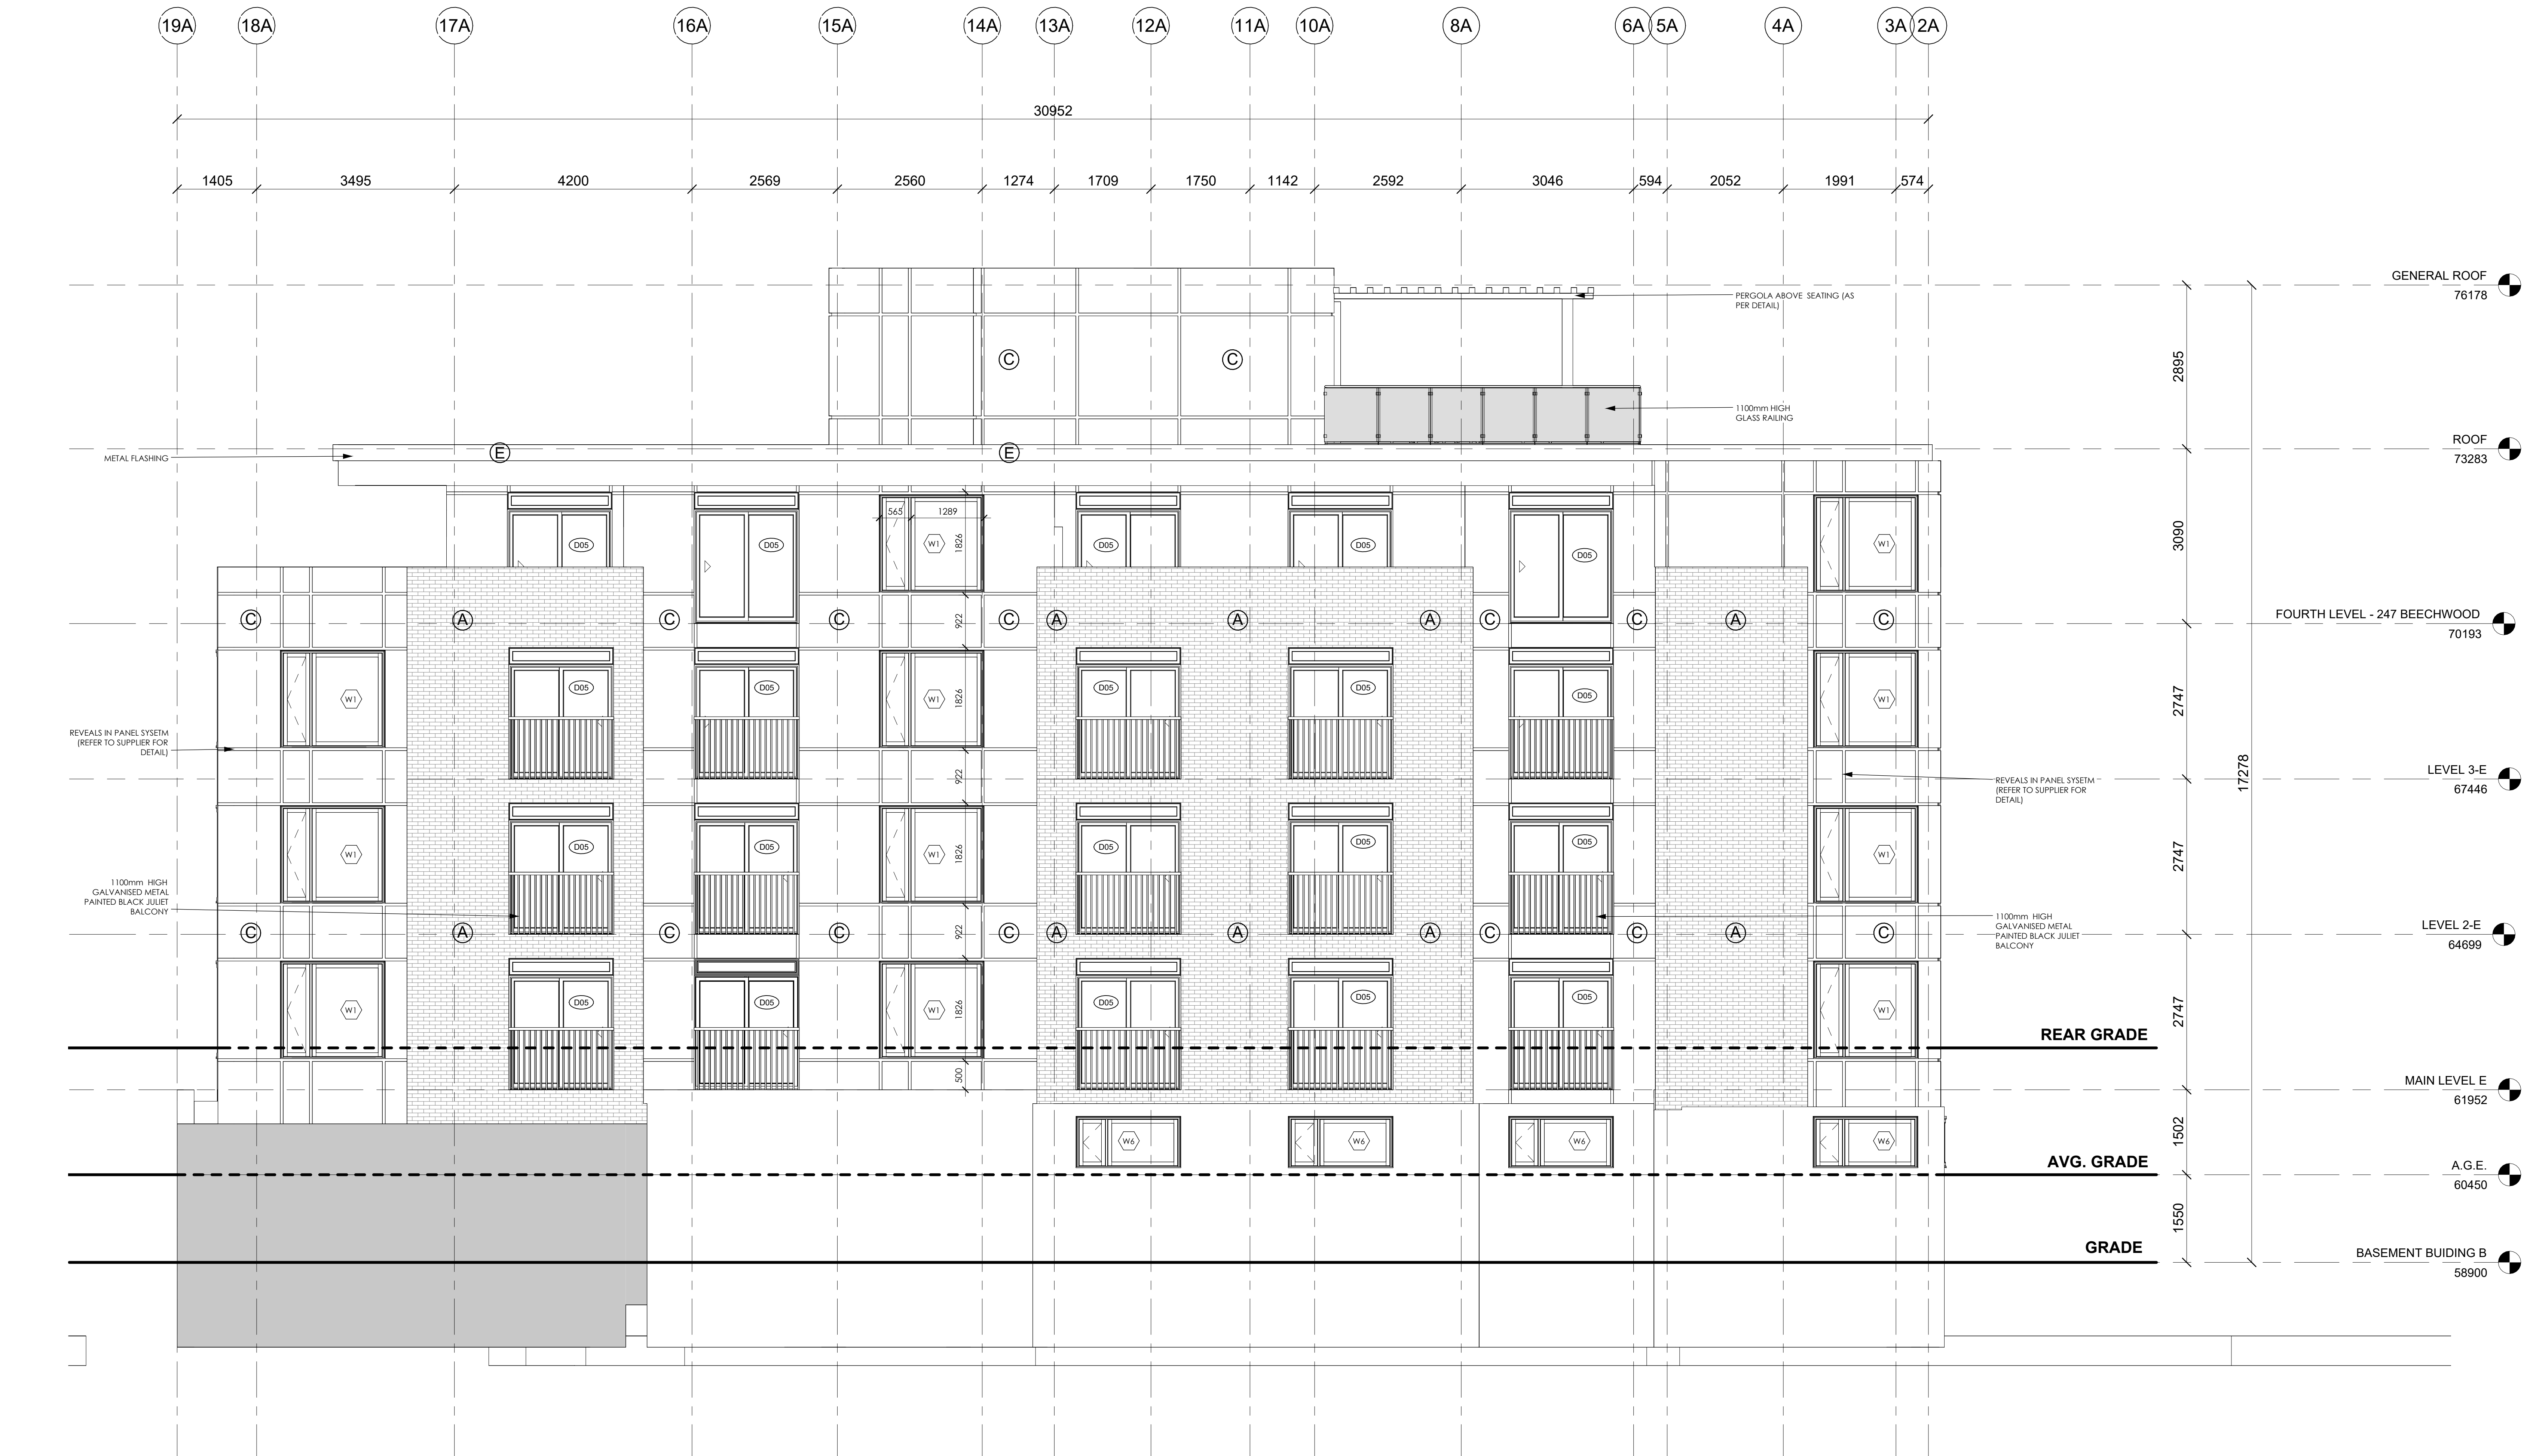 19A 18A 17A 16A 15A 14A 13A 12A 11A 10A 8A 6A 5A 4A 3A 2A
30952
1405 3495 4200 2569 2560 1274 1709 1750 1142 2592 3046 594 2052 1991 574
GENERAL ROOF
76178
PERGOLA ABOVE SEATING (AS
PER DETAIL)
C C
2895
1100mm HIGH
GLASS RAILING
ROOF
73283
METAL FLASHING
E E
565 1289
D05 D05 W1 1826 D05 D05 D05 W1
3090
C A C C 922 C A A A C C A C
FOURTH LEVEL - 247 BEECHWOOD
70193
W1 D05 D05 W1 1826 D05 D05 D05 W1
2747
REVEALS IN PANEL SYSETM
(REFER TO SUPPLIER FOR
DETAIL)
922
17278
LEVEL 3-E
67446
REVEALS IN PANEL SYSETM
(REFER TO SUPPLIER FOR
DETAIL)
W1 D05 D05 W1 1826 D05 D05 D05 W1
2747
1100mm HIGH
GALVANISED METAL
PAINTED BLACK JULIET
BALCONY
C A C C 922 C A A A C C A C
1100mm HIGH
GALVANISED METAL
PAINTED BLACK JULIET
BALCONY
LEVEL 2-E
64699
W1 D05 D05 W1 1826 D05 D05 D05 W1
2747
REAR GRADE
500
MAIN LEVEL E
61952
W6 W6 W6 W6
1502
AVG. GRADE
A.G.E.
60450
1550
GRADE
BASEMENT BUIDING B
58900